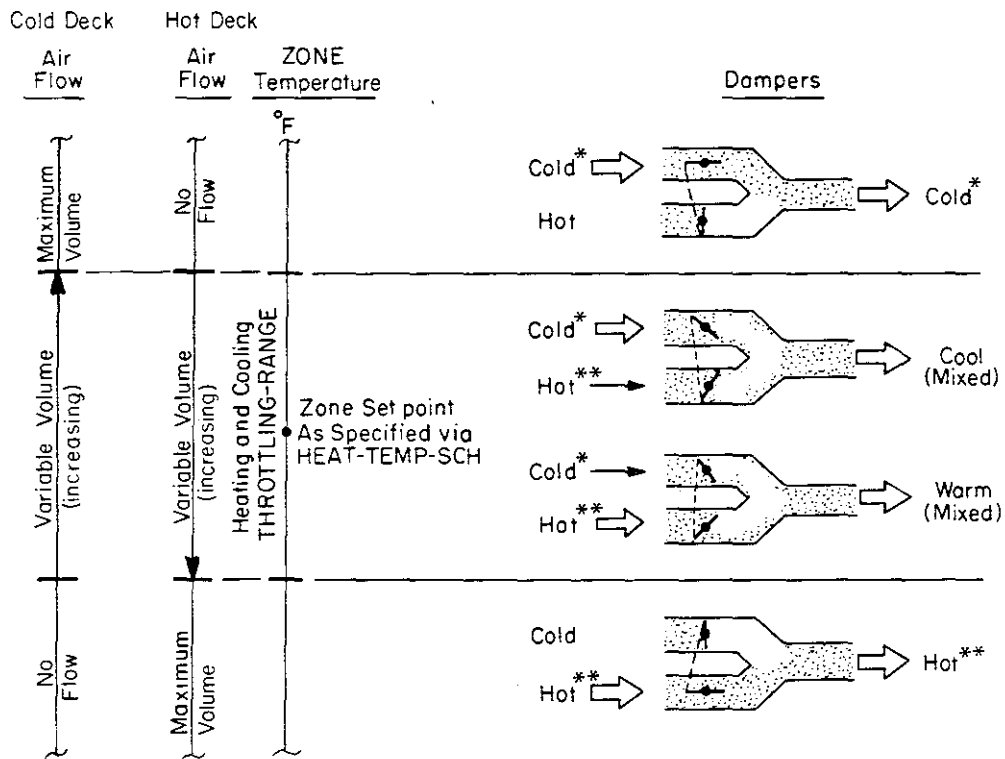 Cold Deck
Air
Flow
Hot Deck
Air
Flow
ZONE
Temperature
°F
Dampers
Maximum
Volume
No
Flow
Cold*
Hot
Cold*
Variable Volume
(increasing)
Variable Volume
(increasing)
Heating and Cooling
THROTTLING-RANGE
Zone Set point
As Specified via
HEAT-TEMP-SCH
Cold*
Hot**
Cool
(Mixed)
Cold*
Hot**
Warm
(Mixed)
No
Flow
Maximum
Volume
Cold
Hot**
Hot**